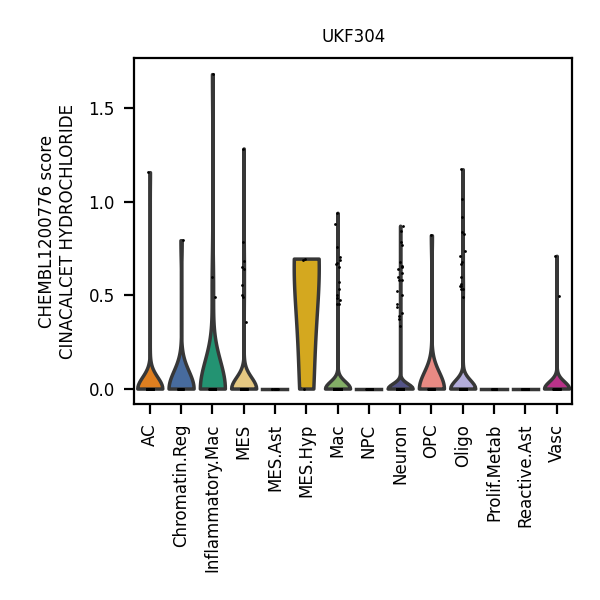 UKF304
CHEMBL1200776 score
CINACALCET HYDROCHLORIDE
1.5
1.0
0.5
0.0
AC
Chromatin.Reg
Inflammatory.Mac
MES
MES.Ast
MES.Hyp
Mac
NPC
Neuron
OPC
Oligo
Prolif.Metab
Reactive.Ast
Vasc